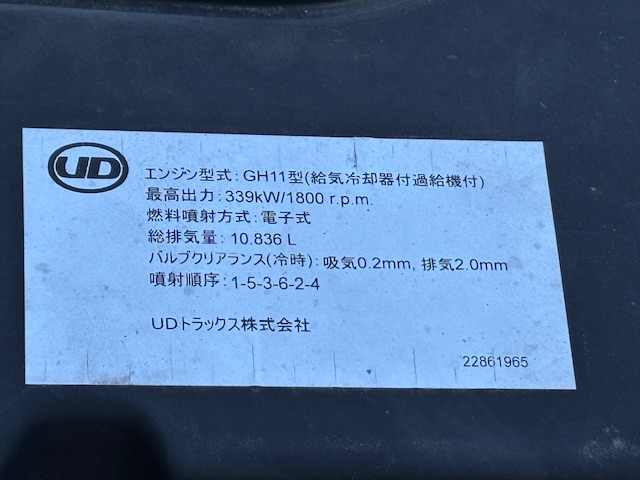 UD
エンジン型式:GH11型(給気冷却器付過給機付)
最高出力:339kW/1800 r.p.m.
燃料噴射方式:電子式
総排気量:10.836 L
バルブクリアランス(冷時):吸気0.2mm, 排気2.0mm
噴射順序:1-5-3-6-2-4
UDトラックス株式会社
22861965